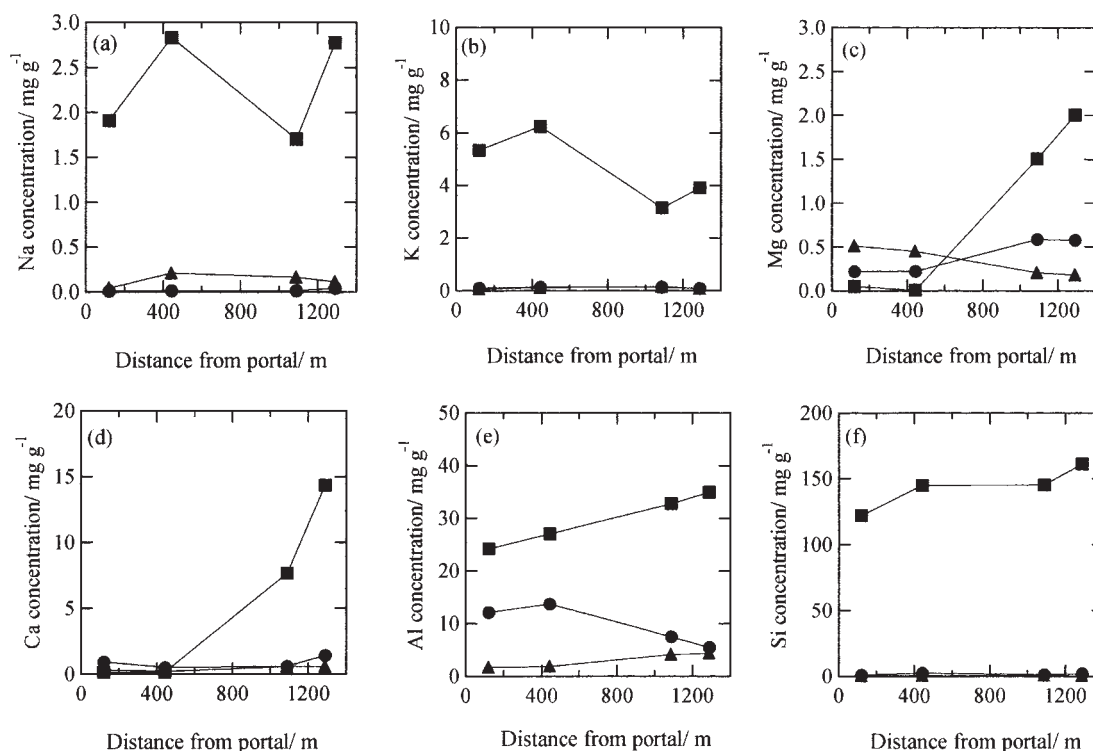 (a)
Na concentration/ mg g⁻¹
3.0
2.5
2.0
1.5
1.0
0.5
0.0
0 400 800 1200
Distance from portal/ m
(b)
K concentration/ mg g⁻¹
10
8
6
4
2
0
0 400 800 1200
Distance from portal/ m
(c)
Mg concentration/ mg g⁻¹
3.0
2.5
2.0
1.5
1.0
0.5
0.0
0 400 800 1200
Distance from portal/ m
(d)
Ca concentration/ mg g⁻¹
20
15
10
5
0
0 400 800 1200
Distance from portal/ m
(e)
Al concentration/ mg g⁻¹
50
40
30
20
10
0
0 400 800 1200
Distance from portal/ m
(f)
Si concentration/ mg g⁻¹
200
150
100
50
0
0 400 800 1200
Distance from portal/ m